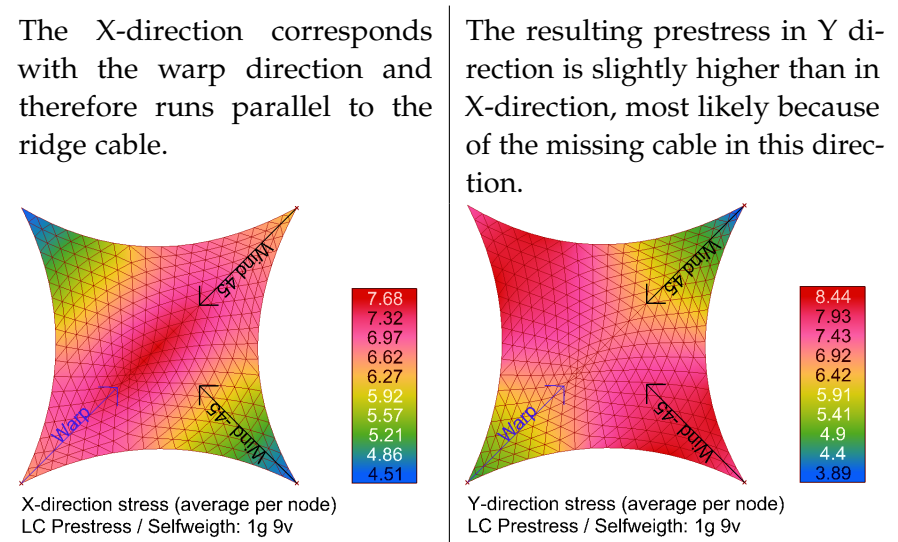 The X-direction corresponds
with the warp direction and
therefore runs parallel to the
ridge cable.
Wind 45
Warp
Wind -45
7.68
7.32
6.97
6.62
6.27
5.92
5.57
5.21
4.86
4.51
X-direction stress (average per node)
LC Prestress / Selfweigth: 1g 9v
The resulting prestress in Y di-
rection is slightly higher than in
X-direction, most likely because
of the missing cable in this direc-
tion.
Wind 45
Warp
Wind -45
8.44
7.93
7.43
6.92
6.42
5.91
5.41
4.9
4.4
3.89
Y-direction stress (average per node)
LC Prestress / Selfweigth: 1g 9v